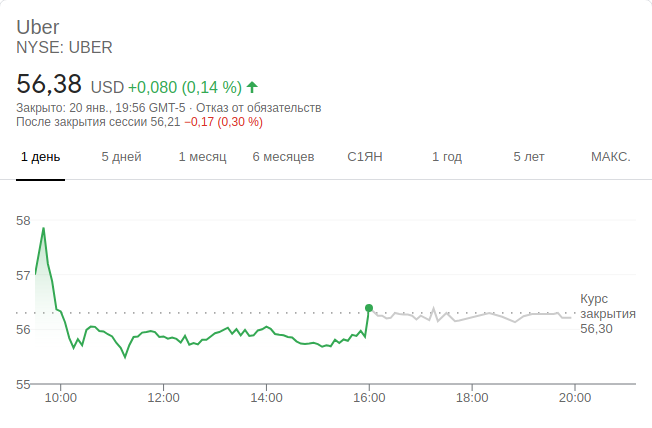 Uber
NYSE: UBER
56,38 USD +0,080 (0,14 %)
Закрыто: 20 янв., 19:56 GMT-5 · Отказ от обязательств
После закрытия сессии 56,21 −0,17 (0,30 %)
1 день 5 дней 1 месяц 6 месяцев С1ЯН 1 год 5 лет МАКС.
58
57
Курс
закрытия
56,30
56
55
10:00 12:00 14:00 16:00 18:00 20:00